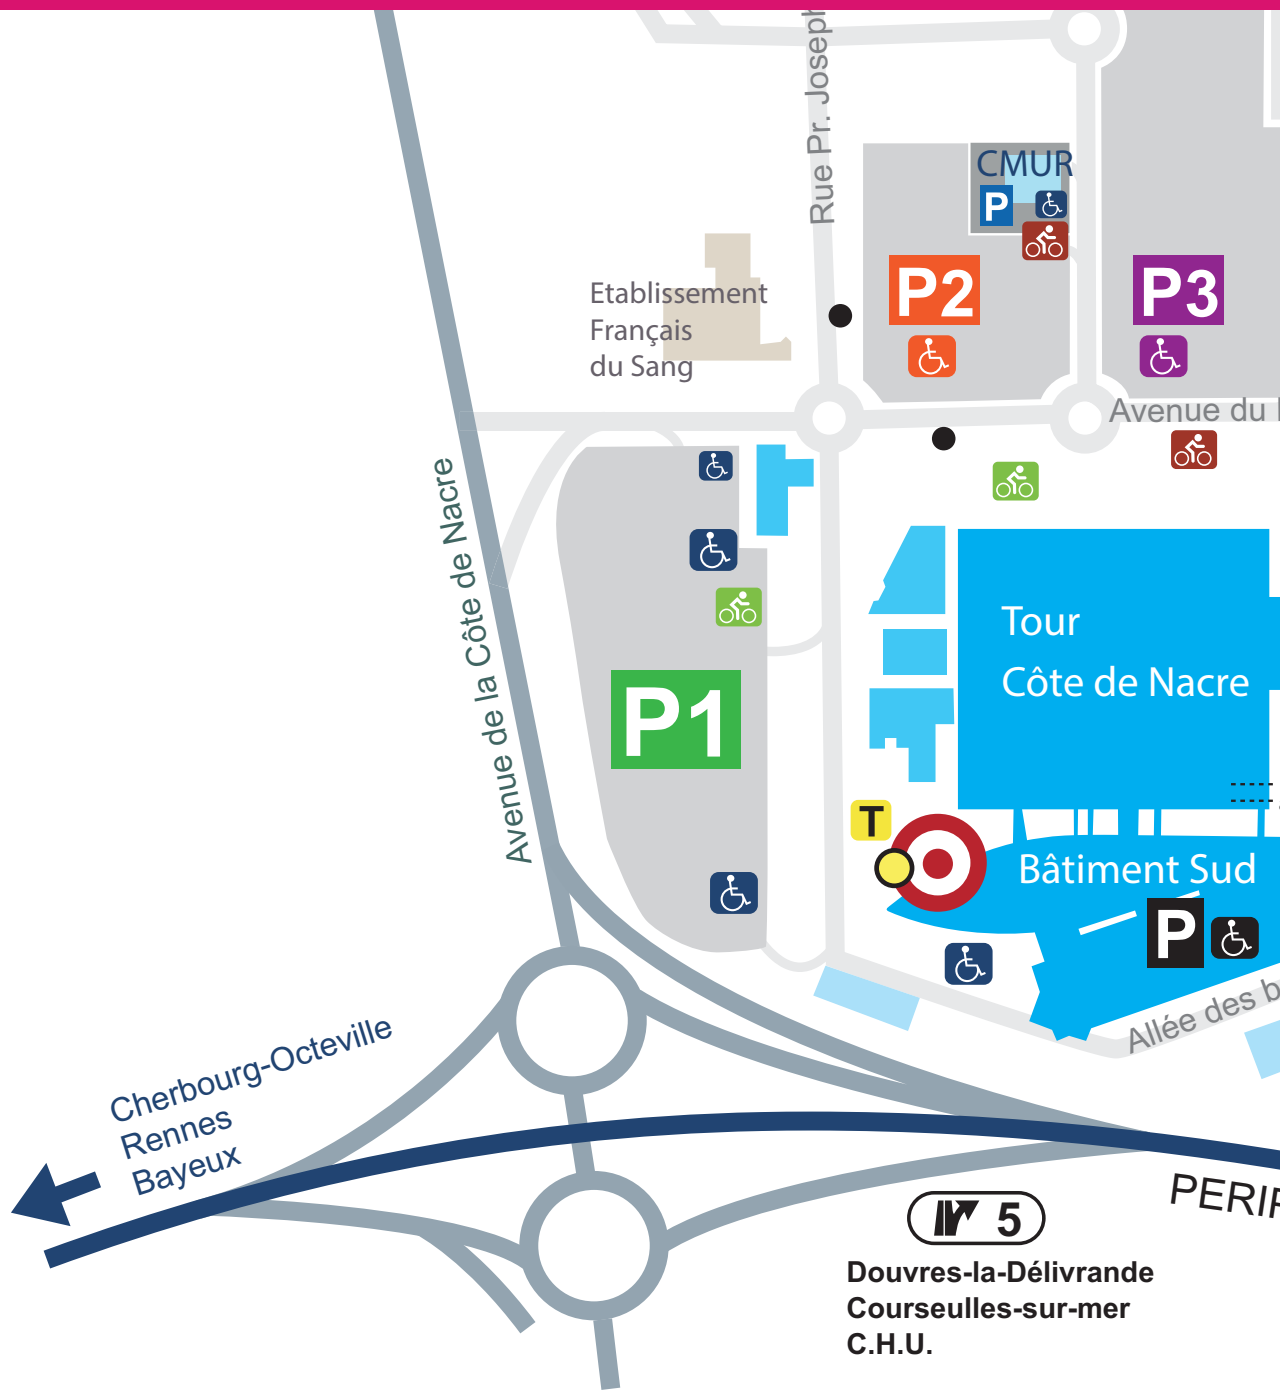 Rue Pr. Joseph
CMUR
P
Etablissement
Français
du Sang
P2
P3
Avenue du
Avenue de la Côte de Nacre
Tour
Côte de Nacre
P1
T
Bâtiment Sud
P
Allée des b
Cherbourg-Octeville
Rennes
Bayeux
PERIP
5
Douvres-la-Délivrande
Courseulles-sur-mer
C.H.U.